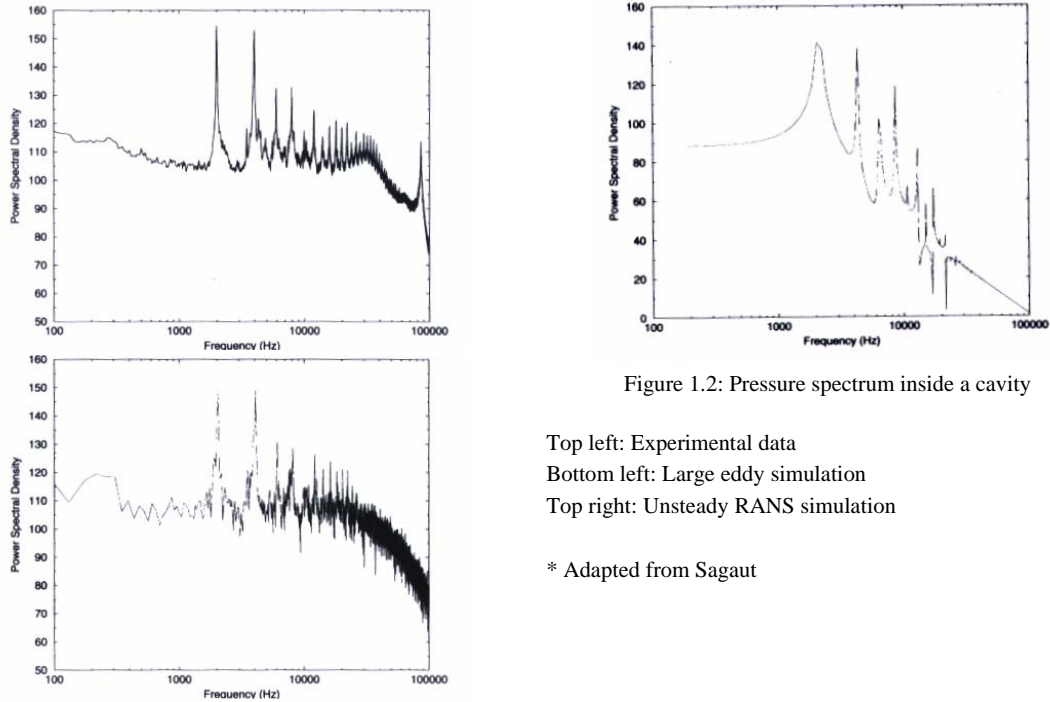 160
150
140
130
120
110
100
90
80
70
60
50
Power Spectral Density
100 1000 10000 100000
Frequency (Hz)
160
140
120
100
80
60
40
20
0
Power Spectral Density
100 1000 10000 100000
Frequency (Hz)
160
150
140
130
120
110
100
90
80
70
60
50
Power Spectral Density
100 1000 10000 100000
Frequency (Hz)
Figure 1.2: Pressure spectrum inside a cavity
Top left: Experimental data
Bottom left: Large eddy simulation
Top right: Unsteady RANS simulation
* Adapted from Sagaut